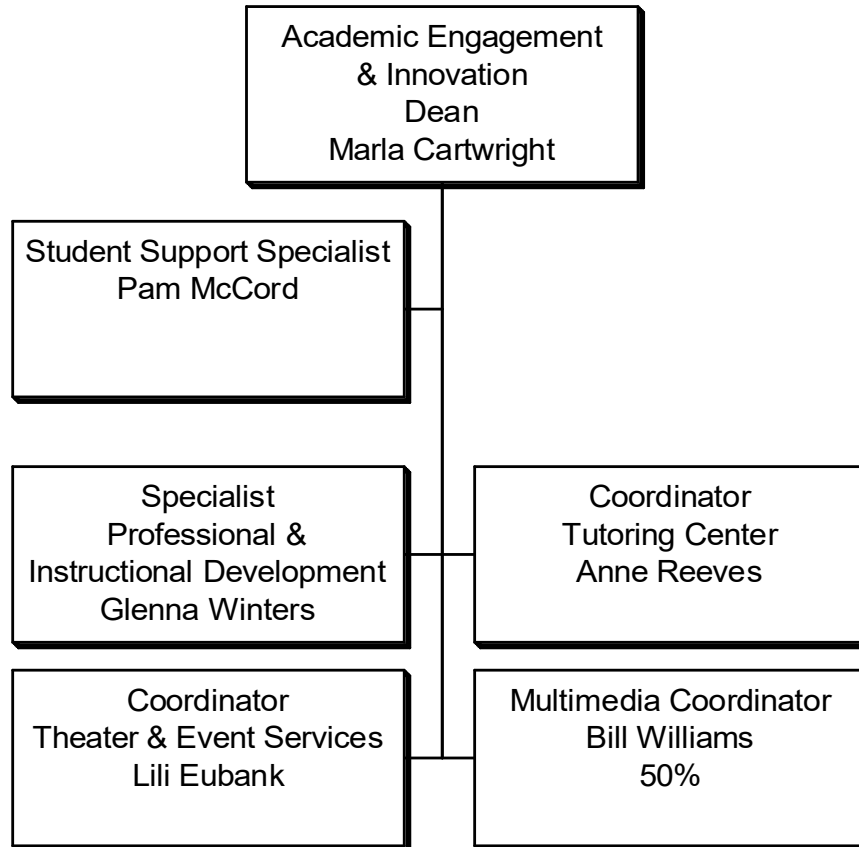 Academic Engagement
& Innovation
Dean
Marla Cartwright
Student Support Specialist
Pam McCord
Specialist
Professional &
Instructional Development
Glenna Winters
Coordinator
Tutoring Center
Anne Reeves
Coordinator
Theater & Event Services
Lili Eubank
Multimedia Coordinator
Bill Williams
50%